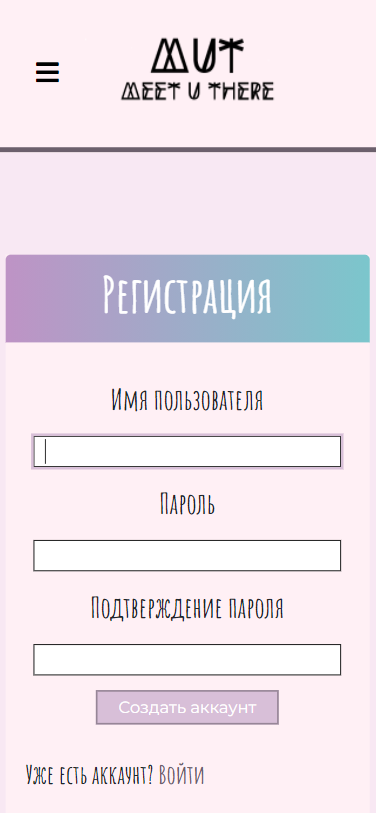 MUT
MEET U THERE
Регистрация
Имя пользователя
Пароль
Подтверждение пароля
Создать аккаунт
Уже есть аккаунт? Войти